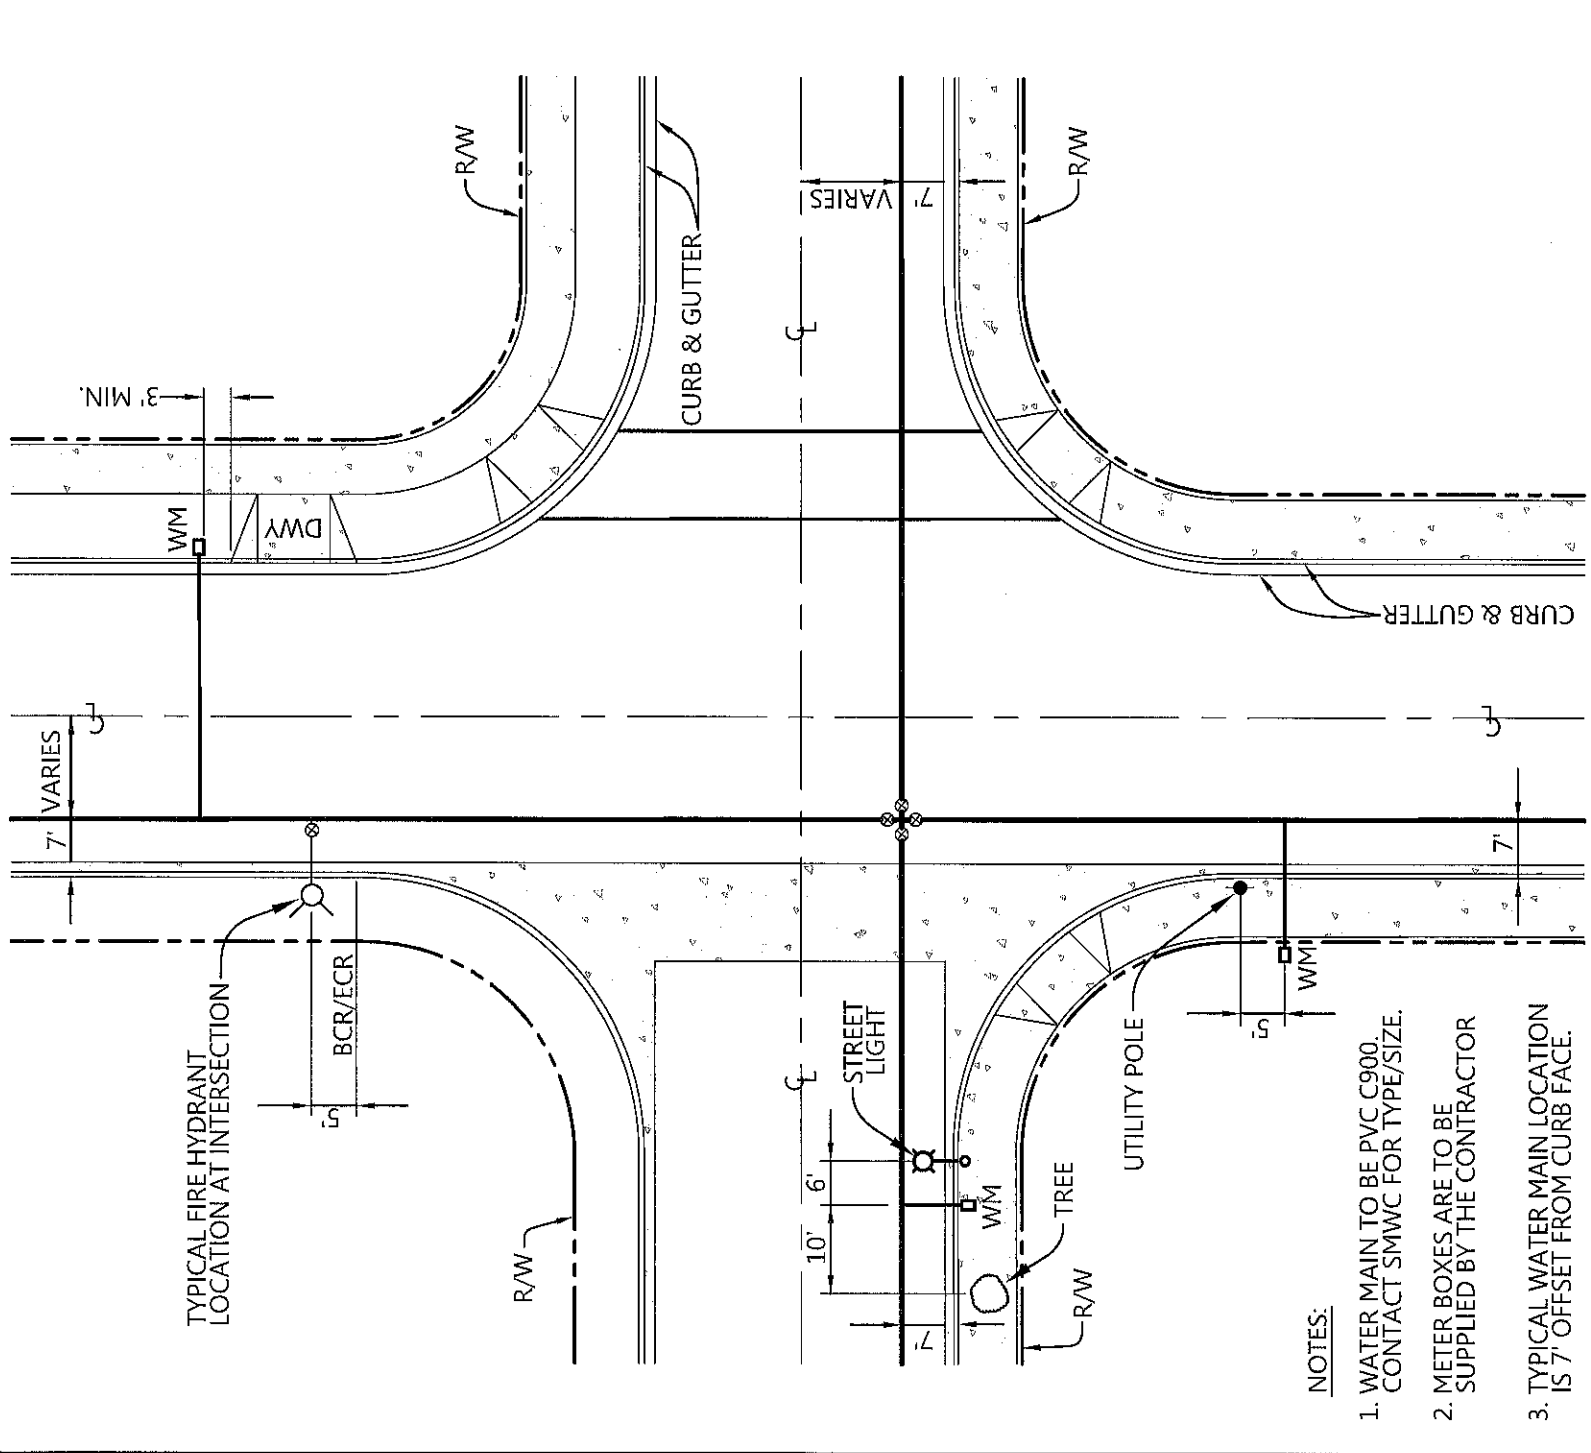 TYPICAL FIRE HYDRANT
LOCATION AT INTERSECTION
BCR/ECR
5'
7'
VARIES
℄
WM
DWY
3' MIN.
R/W
CURB & GUTTER
℄
VARIES
7'
R/W
R/W
STREET
LIGHT
℄
6'
10'
WM
TREE
7'
R/W
UTILITY POLE
WM
5'
7'
℄
CURB & GUTTER
NOTES:
1. WATER MAIN TO BE PVC C900.
CONTACT SMWC FOR TYPE/SIZE.
2. METER BOXES ARE TO BE
SUPPLIED BY THE CONTRACTOR
3. TYPICAL WATER MAIN LOCATION
IS 7' OFFSET FROM CURB FACE.